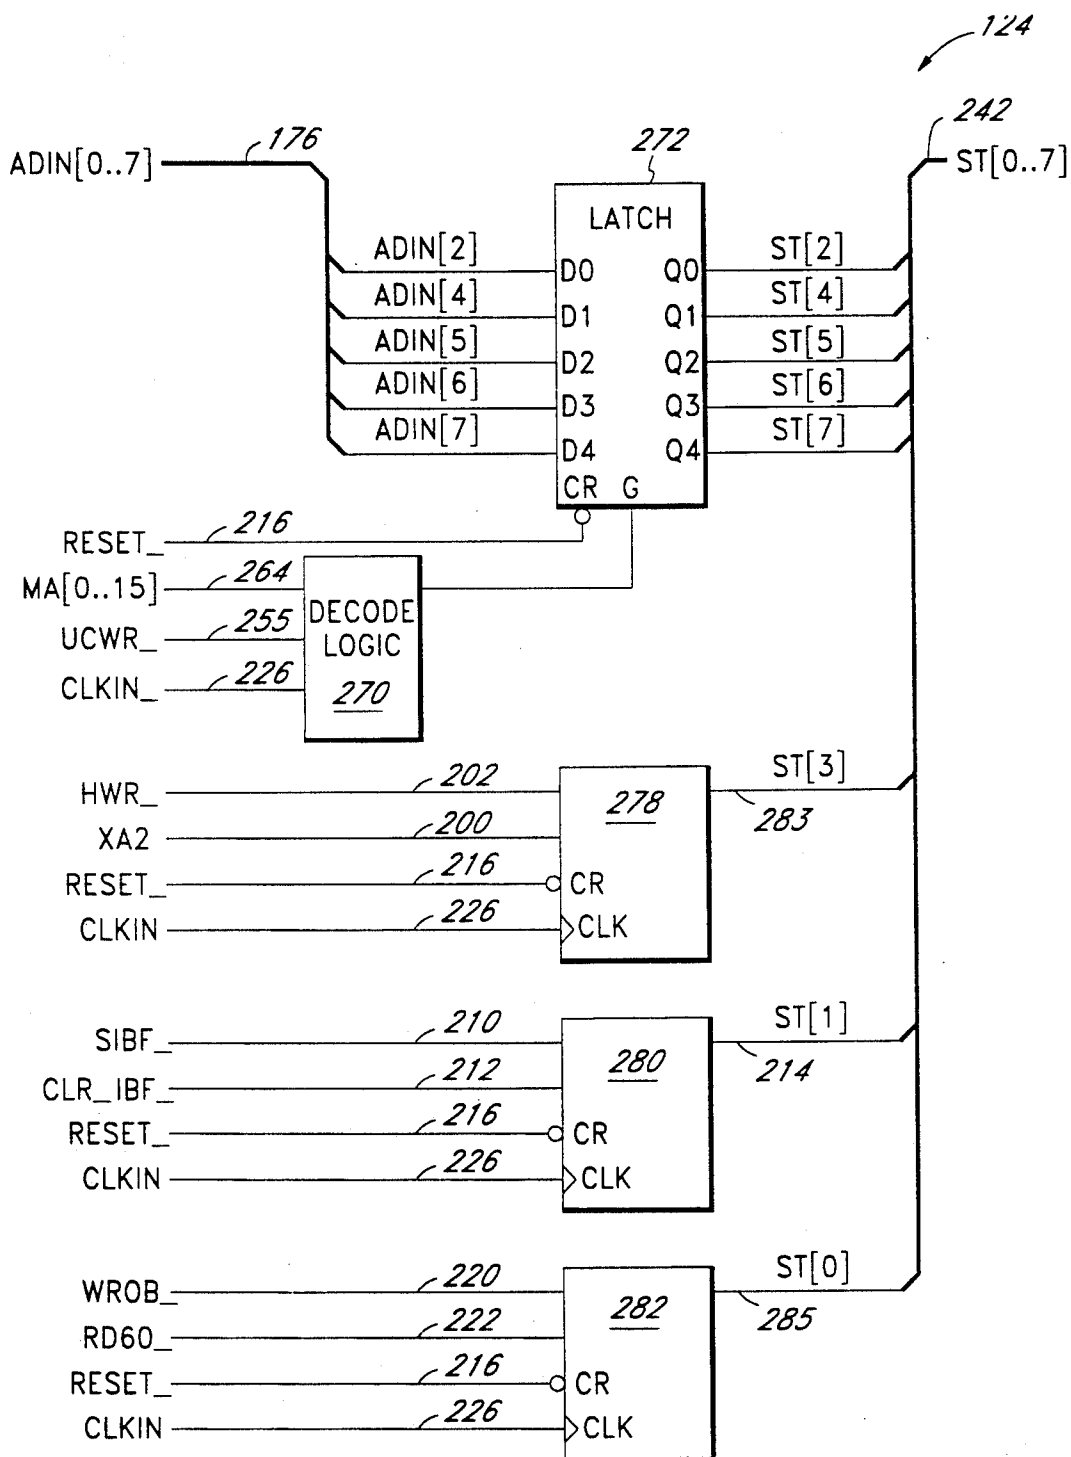 124
ADIN[0..7] 176 272 242 ST[0..7]
LATCH
ADIN[2] D0 Q0 ST[2]
ADIN[4] D1 Q1 ST[4]
ADIN[5] D2 Q2 ST[5]
ADIN[6] D3 Q3 ST[6]
ADIN[7] D4 Q4 ST[7]
CR G
RESET_ 216
MA[0..15] 264
UCWR_ 255
CLKIN_ 226
DECODE
LOGIC
270
HWR_ 202 278 ST[3]
XA2 200 283
RESET_ 216 CR
CLKIN 226 CLK
SIBF_ 210 280 ST[1]
CLR_IBF_ 212 214
RESET_ 216 CR
CLKIN 226 CLK
WROB_ 220 282 ST[0]
RD60_ 222 285
RESET_ 216 CR
CLKIN 226 CLK